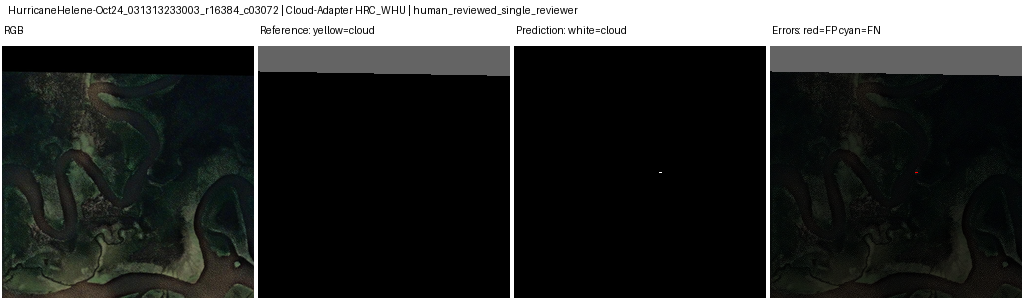 HurricaneHelene-Oct24_031313233003_r16384_c03072 | Cloud-Adapter HRC_WHU | human_reviewed_single_reviewer
RGB
Reference: yellow=cloud
Prediction: white=cloud
Errors: red=FP cyan=FN